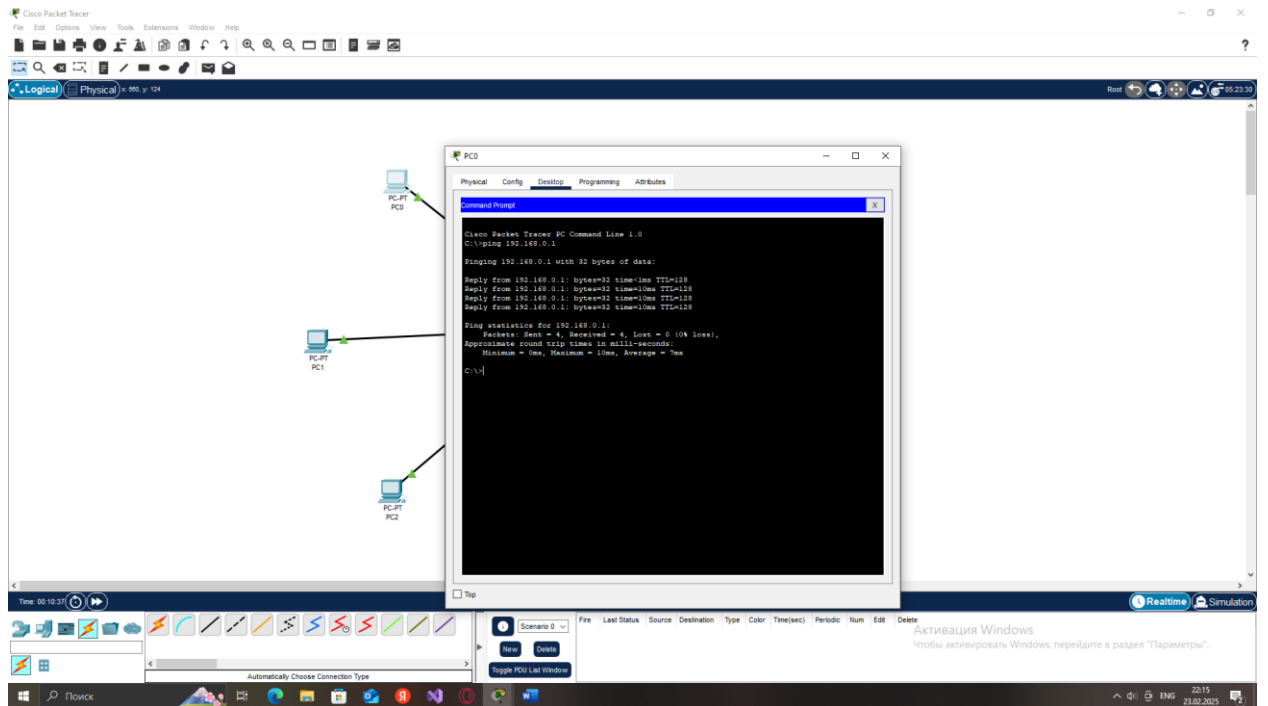 Cisco Packet Tracer
File Edit Options View Tools Extensions Window Help
?
Logical Physical x: 660, y: 124 Root 05:23:30
PC-PT
PC0
PC-PT
PC1
PC-PT
PC2
PC0
Physical Config Desktop Programming Attributes
Command Prompt X
Cisco Packet Tracer PC Command Line 1.0
C:\>ping 192.168.0.1
Pinging 192.168.0.1 with 32 bytes of data:
Reply from 192.168.0.1: bytes=32 time<1ms TTL=128
Reply from 192.168.0.1: bytes=32 time=10ms TTL=128
Reply from 192.168.0.1: bytes=32 time=10ms TTL=128
Reply from 192.168.0.1: bytes=32 time=10ms TTL=128
Ping statistics for 192.168.0.1:
Packets: Sent = 4, Received = 4, Lost = 0 (0% loss),
Approximate round trip times in milli-seconds:
Minimum = 0ms, Maximum = 10ms, Average = 7ms
C:\>
Top
Time: 00:10:37 Realtime Simulation
Scenario 0
New Delete
Toggle PDU List Window
Fire Last Status Source Destination Type Color Time(sec) Periodic Num Edit Delete
Automatically Choose Connection Type
Активация Windows
Чтобы активировать Windows, перейдите в раздел "Параметры".
Поиск
ENG 22:15
23.02.2025